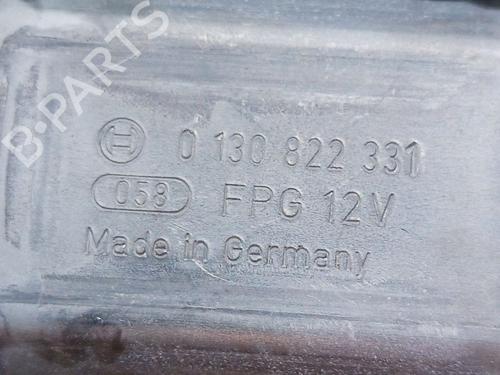 B-PARTS
0 130 822 331
058 FPG 12V
Made in Germany